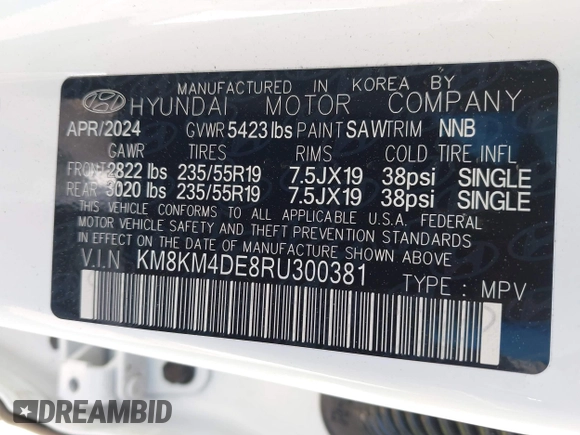 MANUFACTURED IN KOREA BY
HYUNDAI MOTOR COMPANY
APR/2024 GVWR 5423 lbs PAINT SAW TRIM NNB
GAWR TIRES RIMS COLD TIRE INFL
FRONT 2822 lbs 235/55R19 7.5JX19 38psi SINGLE
REAR 3020 lbs 235/55R19 7.5JX19 38psi SINGLE
THIS VEHICLE CONFORMS TO ALL APPLICABLE U.S.A. FEDERAL
MOTOR VEHICLE SAFETY AND THEFT PREVENTION STANDARDS
IN EFFECT ON THE DATE OF MANUFACTURE SHOWN ABOVE
V.I.N KM8KM4DE8RU300381
TYPE : MPV
DREAMBID